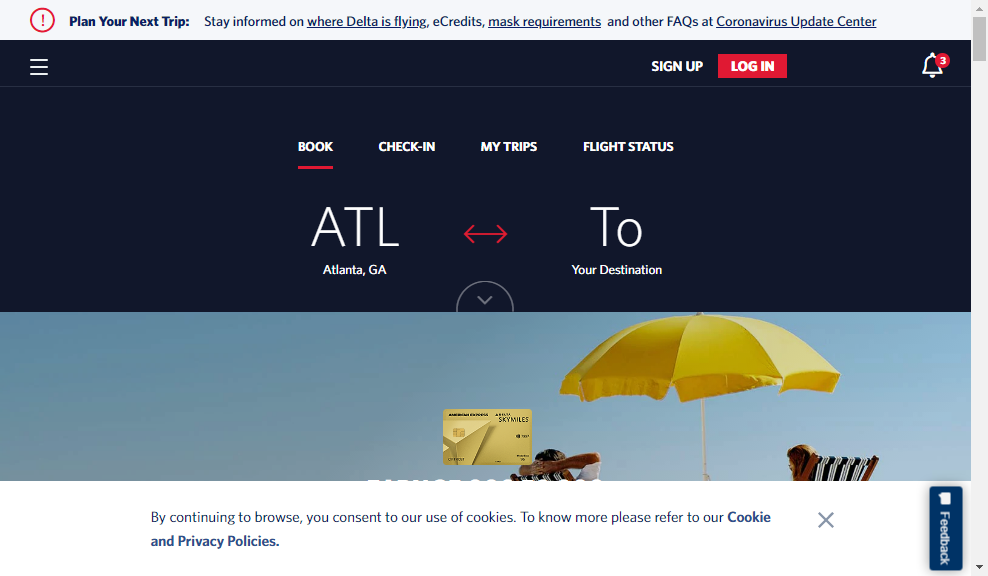 Plan Your Next Trip: Stay informed on where Delta is flying, eCredits, mask requirements and other FAQs at Coronavirus Update Center
SIGN UP LOG IN 3
BOOK CHECK-IN MY TRIPS FLIGHT STATUS
ATL To
Atlanta, GA Your Destination
AMERICAN EXPRESS DELTA
SKYMILES
By continuing to browse, you consent to our use of cookies. To know more please refer to our Cookie
and Privacy Policies.
Feedback